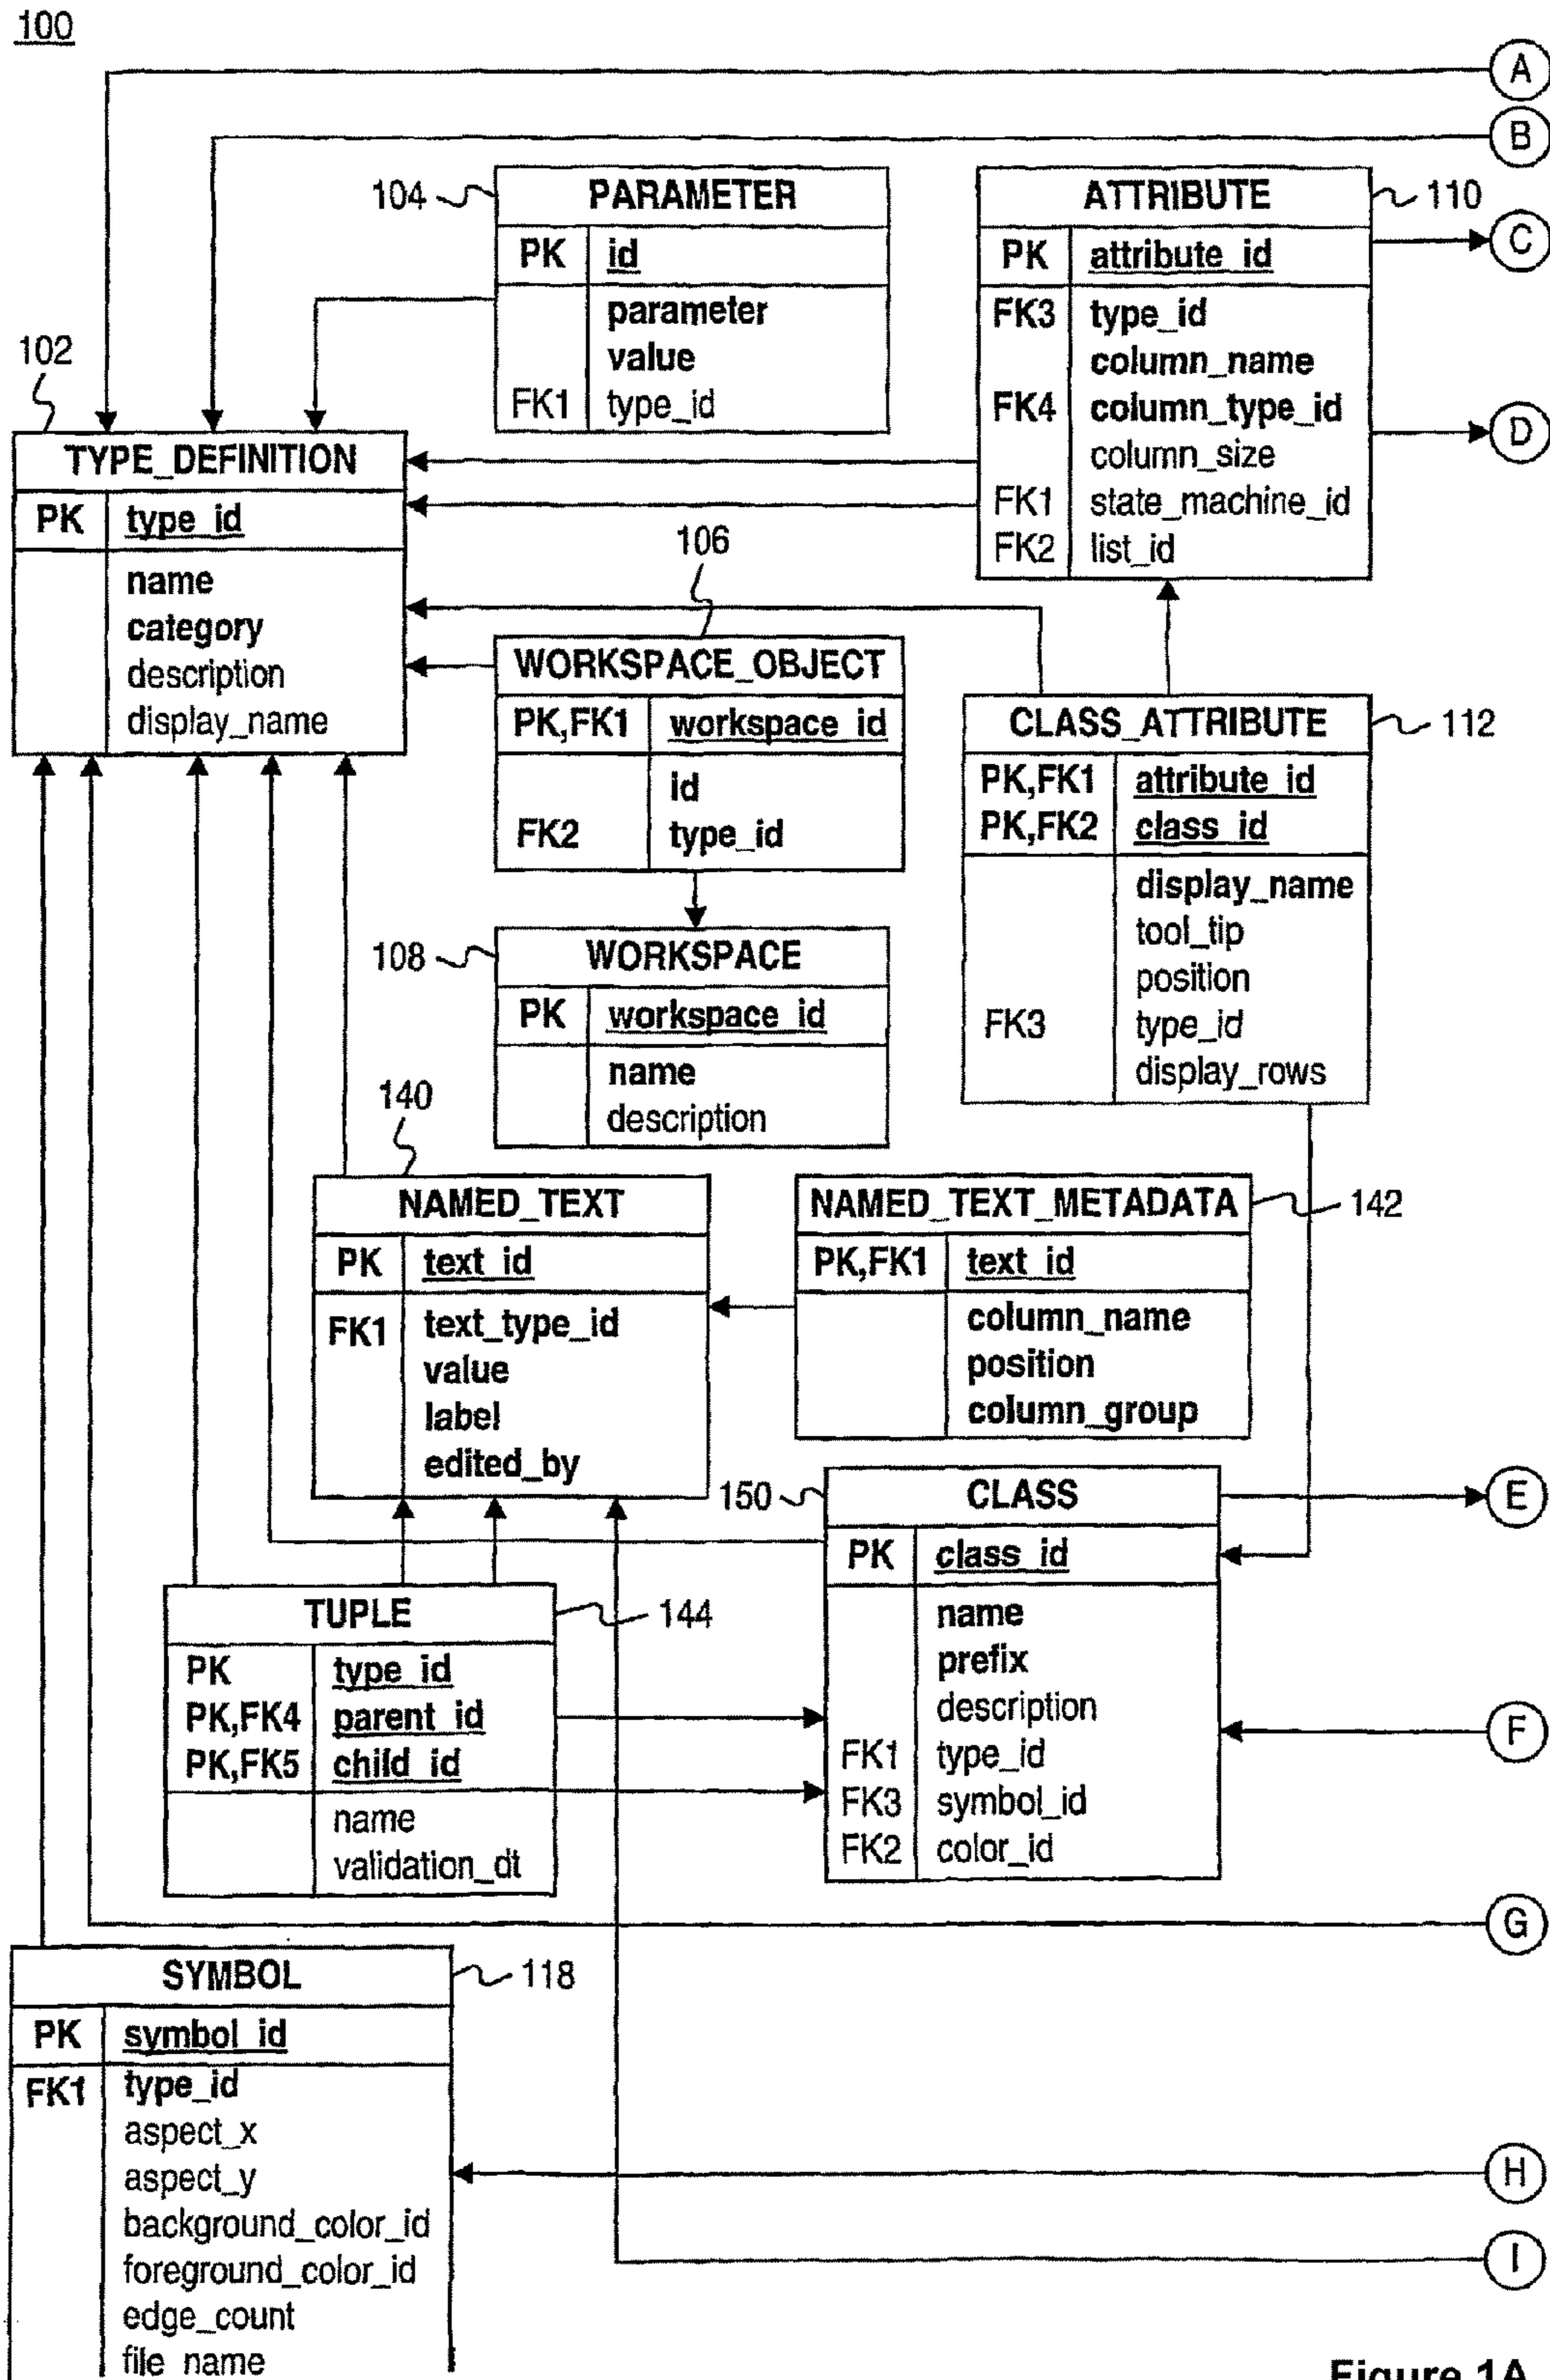 100
A
B
104
PARAMETER
PK id
parameter
value
FK1 type_id
ATTRIBUTE
110
PK attribute_id
FK3 type_id
column_name
FK4 column_type_id
column_size
FK1 state_machine_id
FK2 list_id
C
D
102
TYPE_DEFINITION
PK type_id
name
category
description
display_name
106
WORKSPACE_OBJECT
PK,FK1 workspace_id
id
FK2 type_id
CLASS_ATTRIBUTE
112
PK,FK1 attribute_id
PK,FK2 class_id
display_name
tool_tip
position
FK3 type_id
display_rows
108
WORKSPACE
PK workspace_id
name
description
140
NAMED_TEXT
PK text_id
FK1 text_type_id
value
label
edited_by
NAMED_TEXT_METADATA
142
PK,FK1 text_id
column_name
position
column_group
150
CLASS
PK class_id
name
prefix
description
FK1 type_id
FK3 symbol_id
FK2 color_id
E
F
TUPLE
144
PK type_id
PK,FK4 parent_id
PK,FK5 child_id
name
validation_dt
G
SYMBOL
118
PK symbol_id
FK1 type_id
aspect_x
aspect_y
background_color_id
foreground_color_id
edge_count
file_name
H
I
Figure 1A